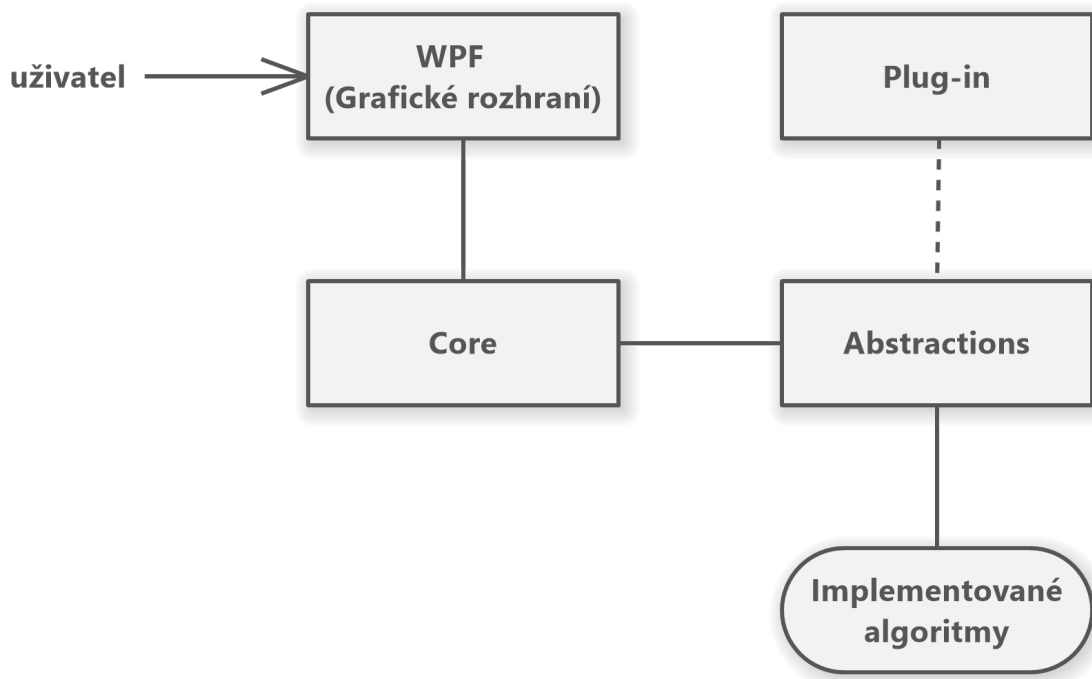 uživatel
WPF
(Grafické rozhraní)
Plug-in
Core
Abstractions
Implementované
algoritmy